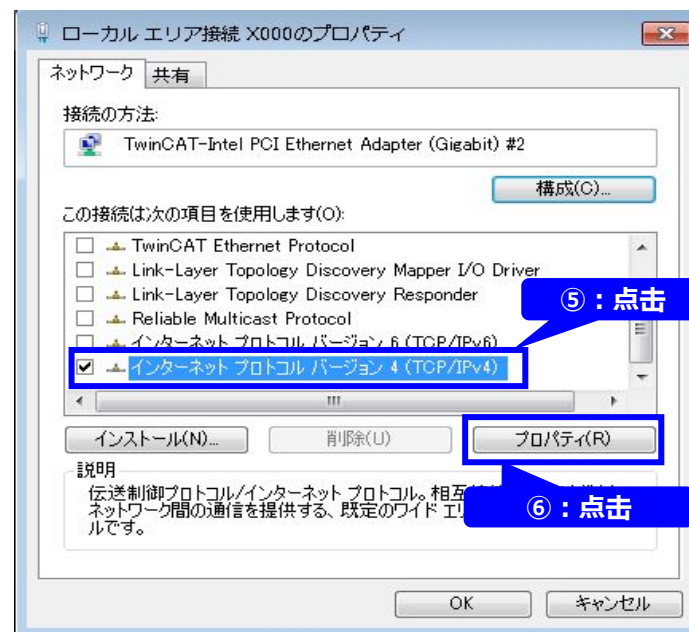 ローカル エリア接続 X000のプロパティ
ネットワーク 共有
接続の方法:
TwinCAT-Intel PCI Ethernet Adapter (Gigabit) #2
構成(C)...
この接続は次の項目を使用します(O):
TwinCAT Ethernet Protocol
Link-Layer Topology Discovery Mapper I/O Driver
Link-Layer Topology Discovery Responder
⑤：点击
Reliable Multicast Protocol
インターネット プロトコル バージョン 6 (TCP/IPv6)
インターネット プロトコル バージョン 4 (TCP/IPv4)
インストール(N)... 削除(U) プロパティ(R)
説明
伝送制御プロトコル/インターネット プロトコル。相互
ネットワーク間の通信を提供する、既定のワイド エリ
⑥：点击
ルです。
OK キャンセル